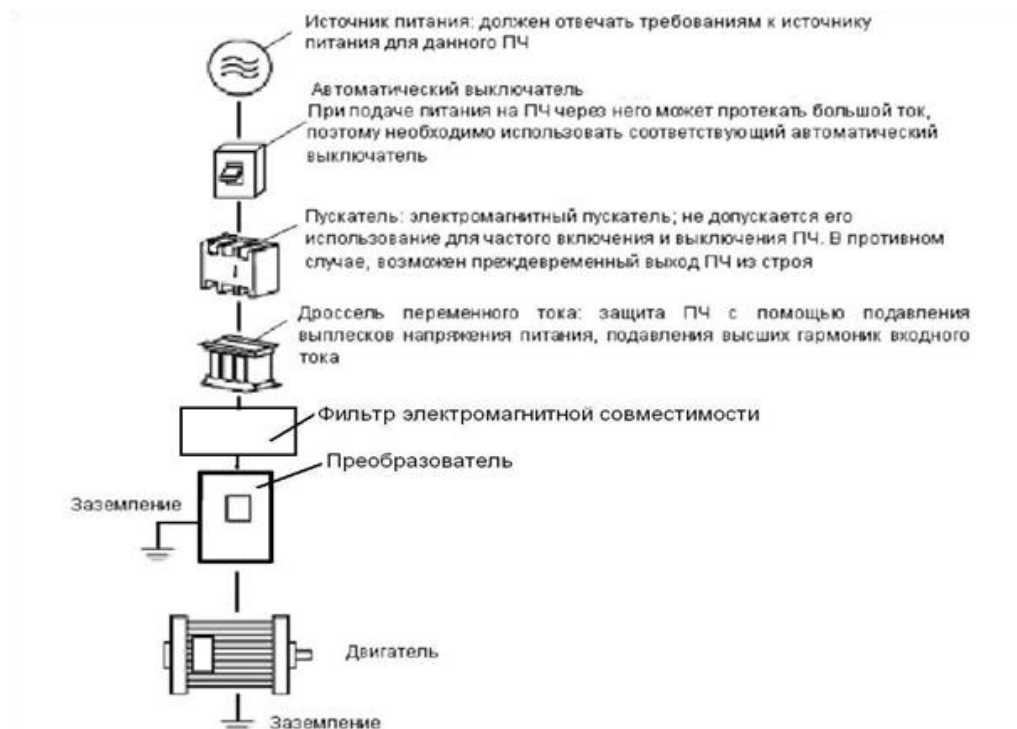 Источник питания: должен отвечать требованиям к источнику
питания для данного ПЧ
Автоматический выключатель
При подаче питания на ПЧ через него может протекать большой ток,
поэтому необходимо использовать соответствующий автоматический
выключатель
Пускатель: электромагнитный пускатель; не допускается его
использование для частого включения и выключения ПЧ. В противном
случае, возможен преждевременный выход ПЧ из строя
Дроссель переменного тока: защита ПЧ с помощью подавления
выплесков напряжения питания, подавления высших гармоник входного
тока
Фильтр электромагнитной совместимости
Преобразователь
Заземление
Двигатель
Заземление